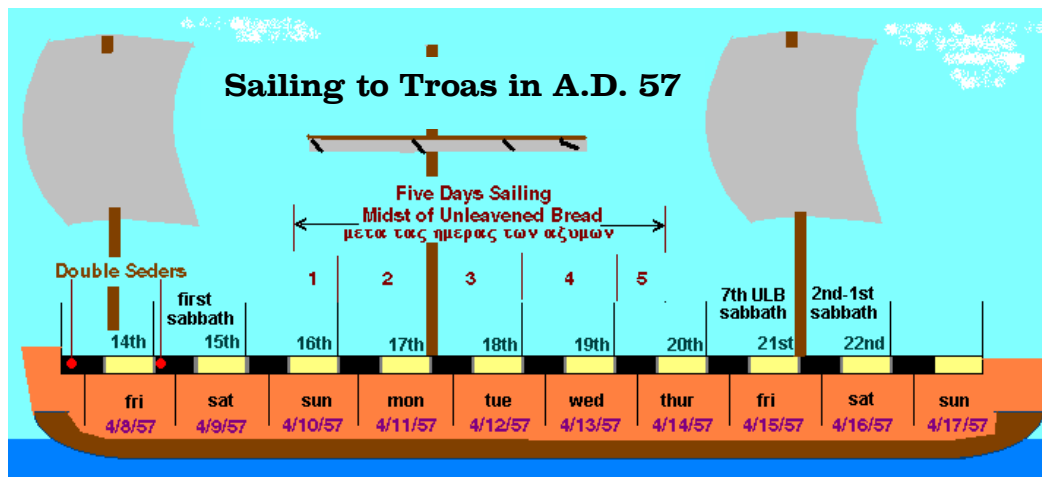 Sailing to Troas in A.D. 57
Five Days Sailing
Midst of Unleavened Bread
μετα τας ημερας των αζυμων
Double Seders
1 2 3 4 5
first
sabbath
7th ULB
sabbath
2nd-1st
sabbath
14th 15th 16th 17th 18th 19th 20th 21st 22nd
fri sat sun mon tue wed thur fri sat sun
4/8/57 4/9/57 4/10/57 4/11/57 4/12/57 4/13/57 4/14/57 4/15/57 4/16/57 4/17/57